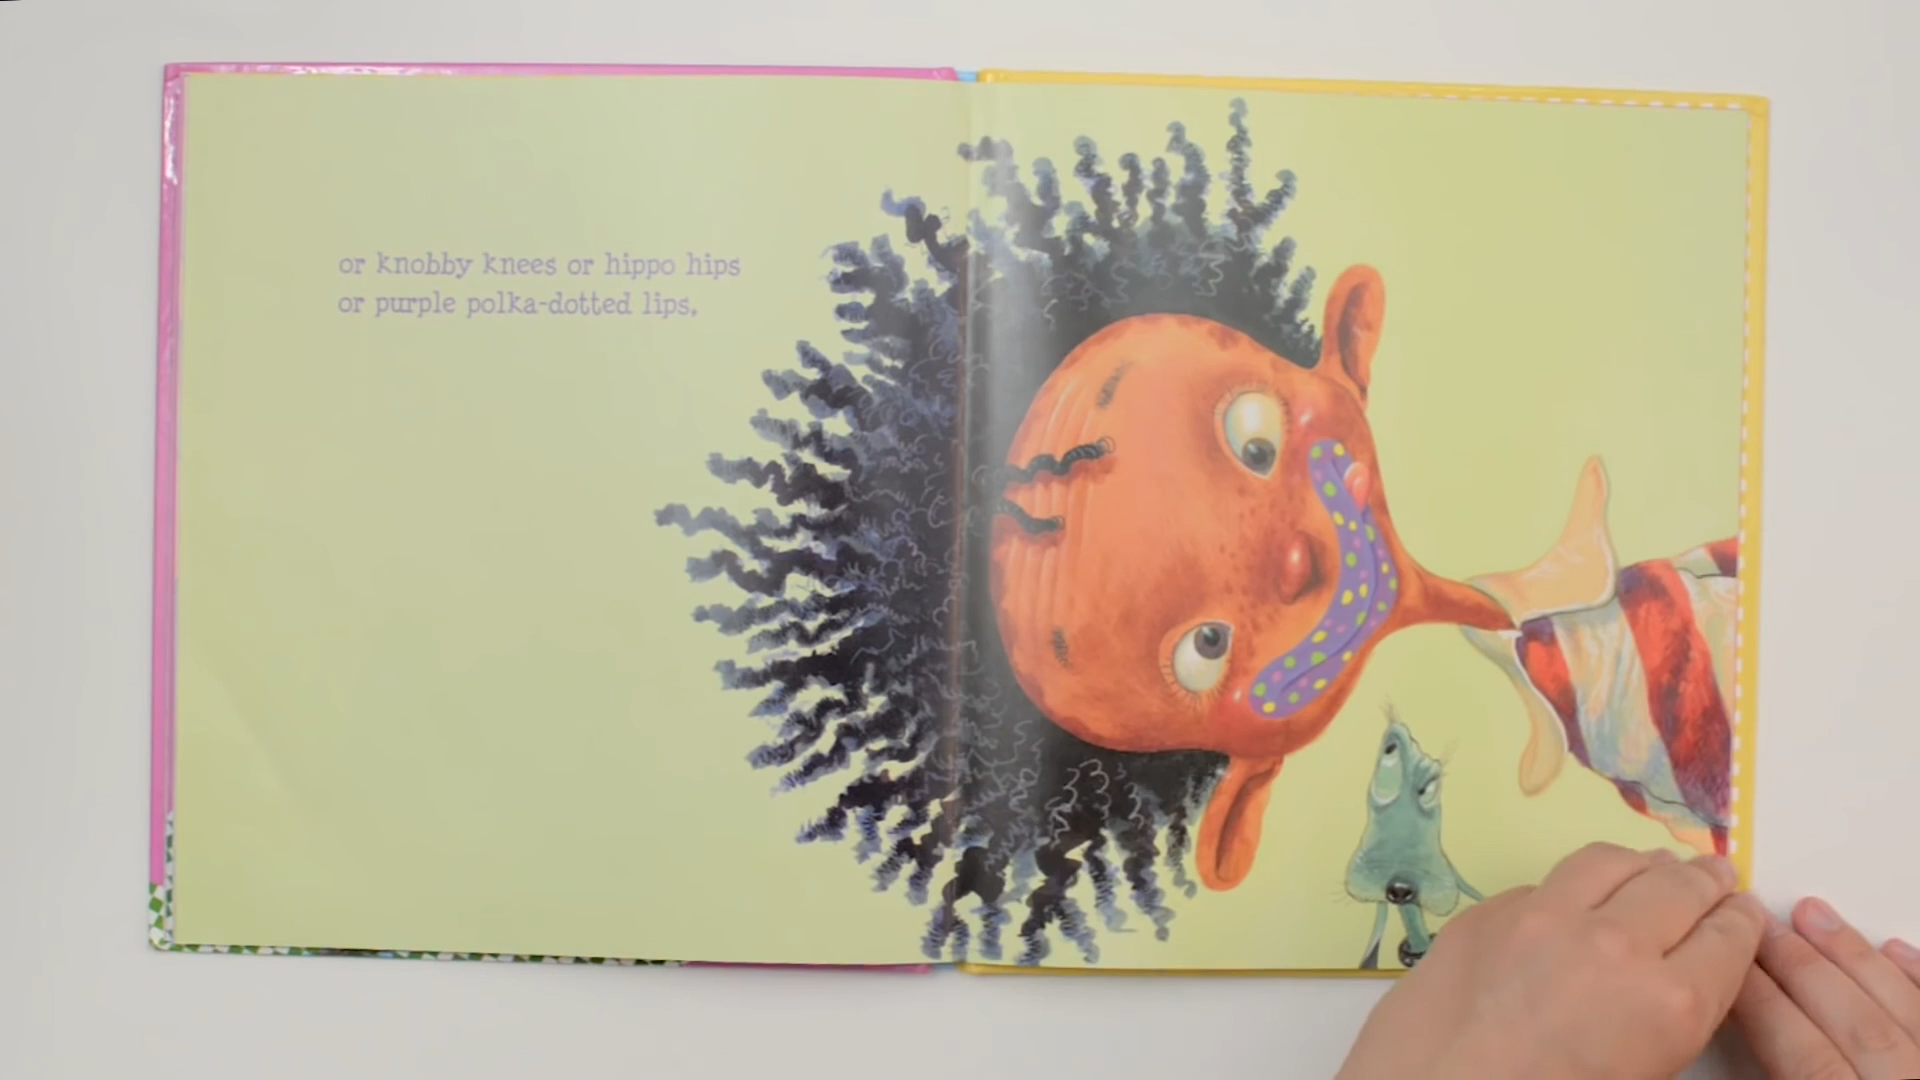 or knobby knees or hippo hips
or purple polka-dotted lips,